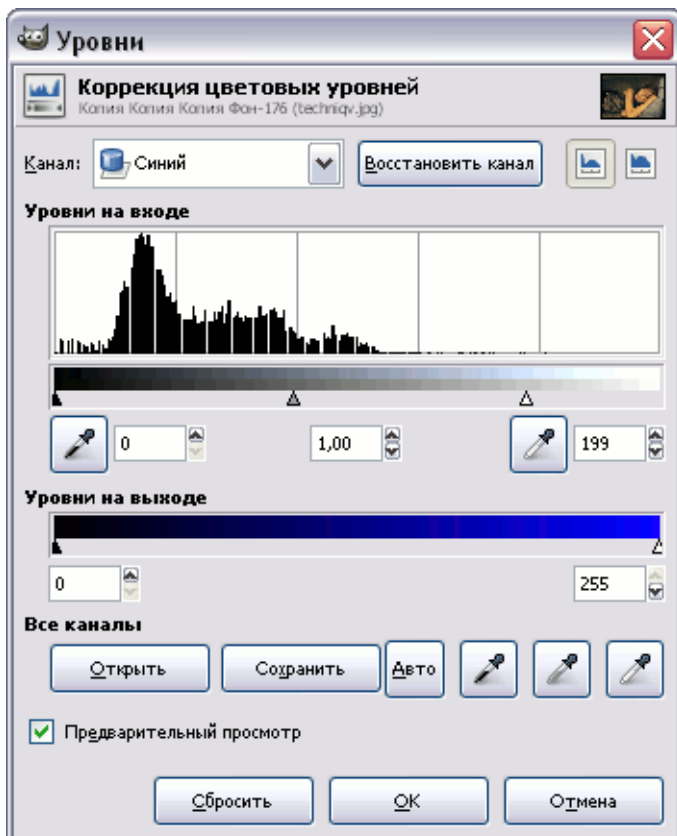 Уровни
Коррекция цветовых уровней
Копия Копия Копия Фон-176 (techniqv.jpg)
Канал: Синий Восстановить канал
Уровни на входе
0 1,00 199
Уровни на выходе
0 255
Все каналы
Открыть Сохранить Авто
Предварительный просмотр
Сбросить OK Отмена